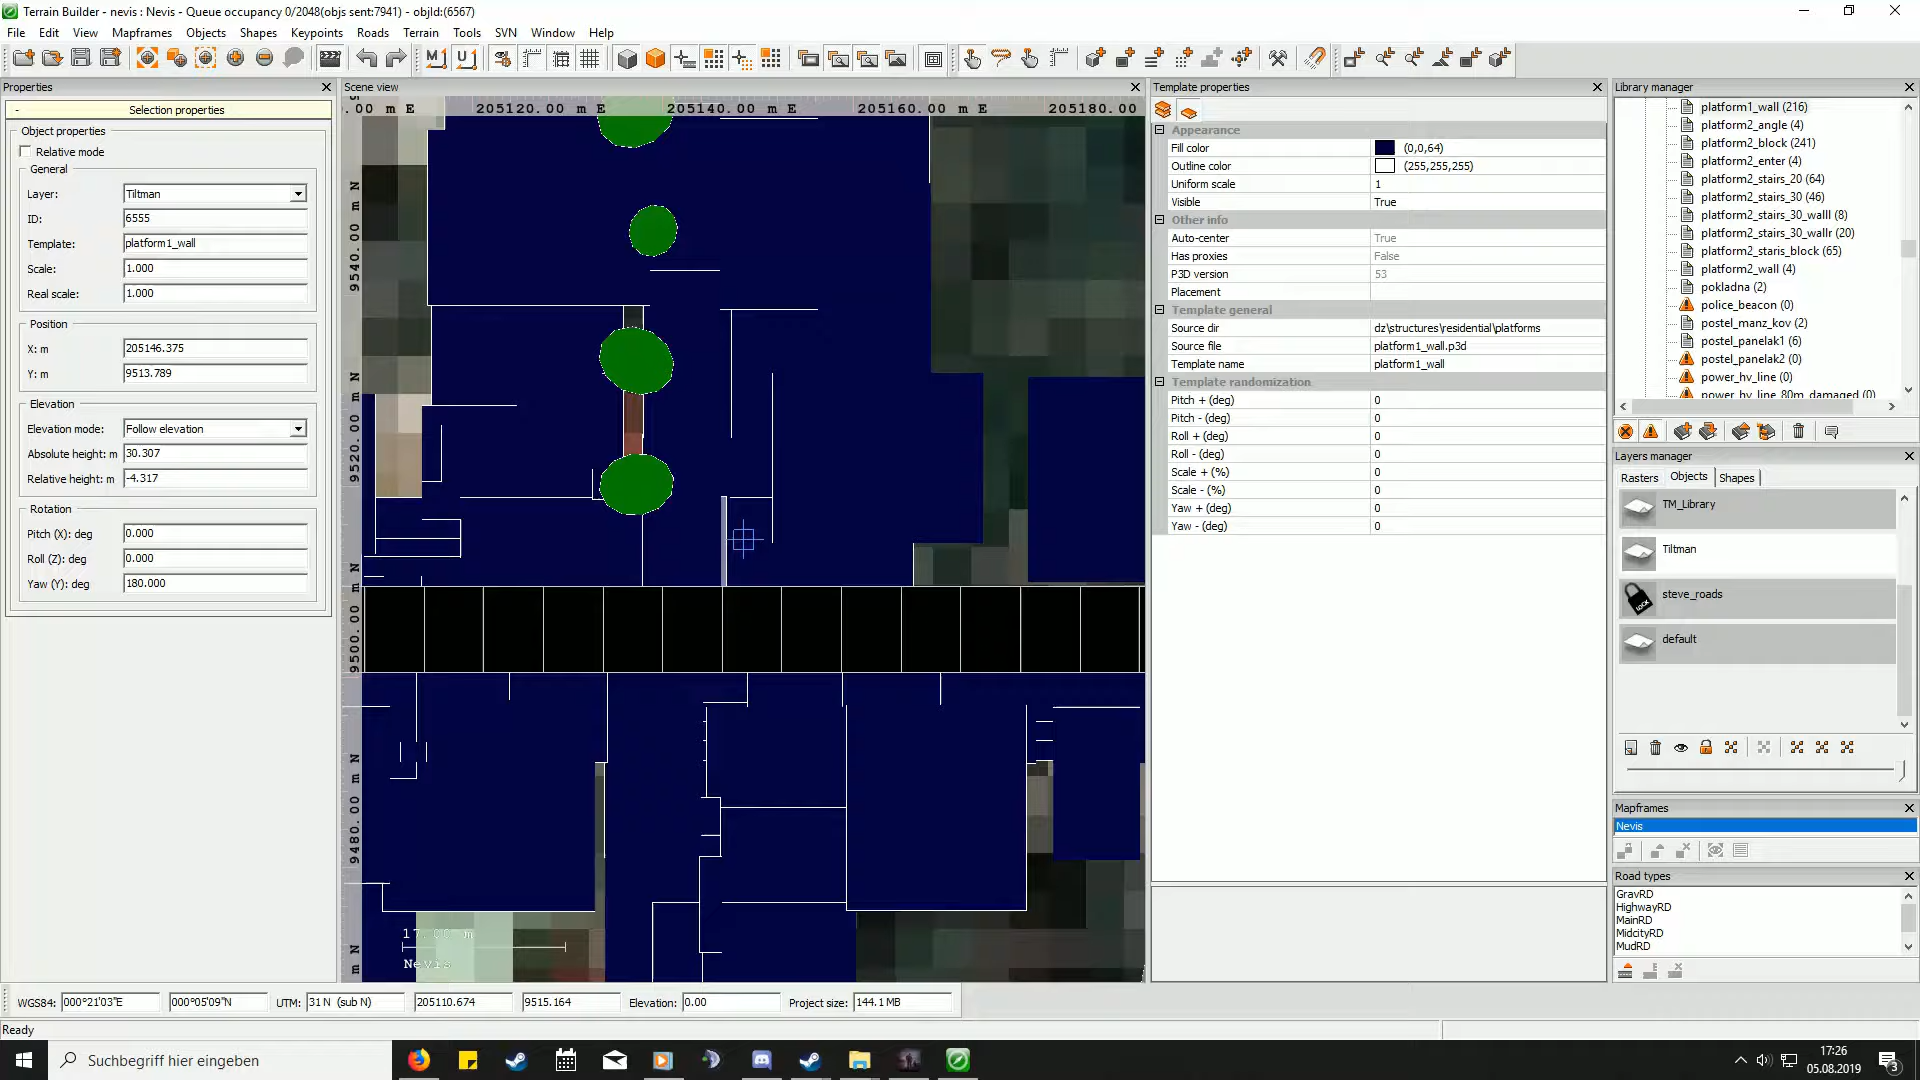 Terrain Builder - nevis : Nevis - Queue occupancy 0/2048(objs sent:7941) - objId:(6567)
File Edit View Mapframes Objects Shapes Keypoints Roads Terrain Tools SVN Window Help
Properties
- Selection properties
Object properties
Relative mode
General
Layer: Tiltman
ID: 6555
Template: platform1_wall
Scale: 1.000
Real scale: 1.000
Position
X: m 205146.375
Y: m 9513.789
Elevation
Elevation mode: Follow elevation
Absolute height: m 30.307
Relative height: m -4.317
Rotation
Pitch (X): deg 0.000
Roll (Z): deg 0.000
Yaw (Y): deg 180.000
Scene view
.00 m E 205120.00 m E 205140.00 m E 205160.00 m E 205180.00 m E
9540.00 m N
9520.00 m N
9500.00 m N
9480.00 m N
m N
Nevis
Template properties
Appearance
Fill color (0,0,64)
Outline color (255,255,255)
Uniform scale 1
Visible True
Other info
Auto-center True
Has proxies False
P3D version 53
Placement
Template general
Source dir dz\structures\residential\platforms
Source file platform1_wall.p3d
Template name platform1_wall
Template randomization
Pitch + (deg) 0
Pitch - (deg) 0
Roll + (deg) 0
Roll - (deg) 0
Scale + (%) 0
Scale - (%) 0
Yaw + (deg) 0
Yaw - (deg) 0
Library manager
platform1_wall (216)
platform2_angle (4)
platform2_block (241)
platform2_enter (4)
platform2_stairs_20 (64)
platform2_stairs_30 (46)
platform2_stairs_30_walll (8)
platform2_stairs_30_wallr (20)
platform2_staris_block (65)
platform2_wall (4)
pokladna (2)
police_beacon (0)
postel_manz_kov (2)
postel_panelak1 (6)
postel_panelak2 (0)
power_hv_line (0)
power_hv_line_80m_damaged (0)
Layers manager
Rasters Objects Shapes
TM_Library
Tiltman
LOCK steve_roads
default
Mapframes
Nevis
Road types
GravRD
HighwayRD
MainRD
MidcityRD
MudRD
WGS84: 000°21'03"E 000°05'09"N UTM: 31 N (sub N) 205110.674 9515.164 Elevation: 0.00 Project size: 144.1 MB
Ready
Suchbegriff hier eingeben
17:26
05.08.2019
3